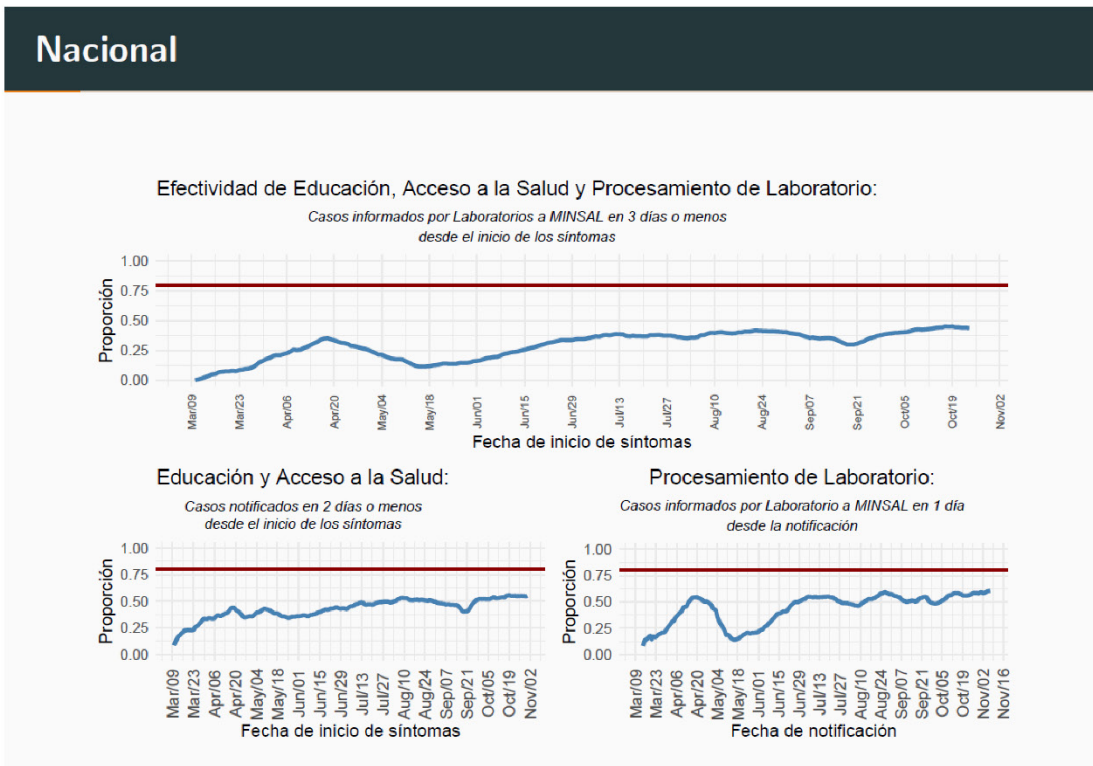 Nacional
Efectividad de Educación, Acceso a la Salud y Procesamiento de Laboratorio:
Casos informados por Laboratorios a MINSAL en 3 días o menos
desde el inicio de los síntomas
Proporción
1.00
0.75
0.50
0.25
0.00
Mar/09 Mar/23 Apr/06 Apr/20 May/04 May/18 Jun/01 Jun/15 Jun/29 Jul/13 Jul/27 Aug/10 Aug/24 Sep/07 Sep/21 Oct/05 Oct/19 Nov/02
Fecha de inicio de síntomas
Educación y Acceso a la Salud:
Casos notificados en 2 días o menos
desde el inicio de los síntomas
Proporción
1.00
0.75
0.50
0.25
0.00
Mar/09 Mar/23 Apr/06 Apr/20 May/04 May/18 Jun/01 Jun/15 Jun/29 Jul/13 Jul/27 Aug/10 Aug/24 Sep/07 Sep/21 Oct/05 Oct/19 Nov/02
Fecha de inicio de síntomas
Procesamiento de Laboratorio:
Casos informados por Laboratorio a MINSAL en 1 día
desde la notificación
Proporción
1.00
0.75
0.50
0.25
0.00
Mar/09 Mar/23 Apr/06 Apr/20 May/04 May/18 Jun/01 Jun/15 Jun/29 Jul/13 Jul/27 Aug/10 Aug/24 Sep/07 Sep/21 Oct/05 Oct/19 Nov/02 Nov/16
Fecha de notificación